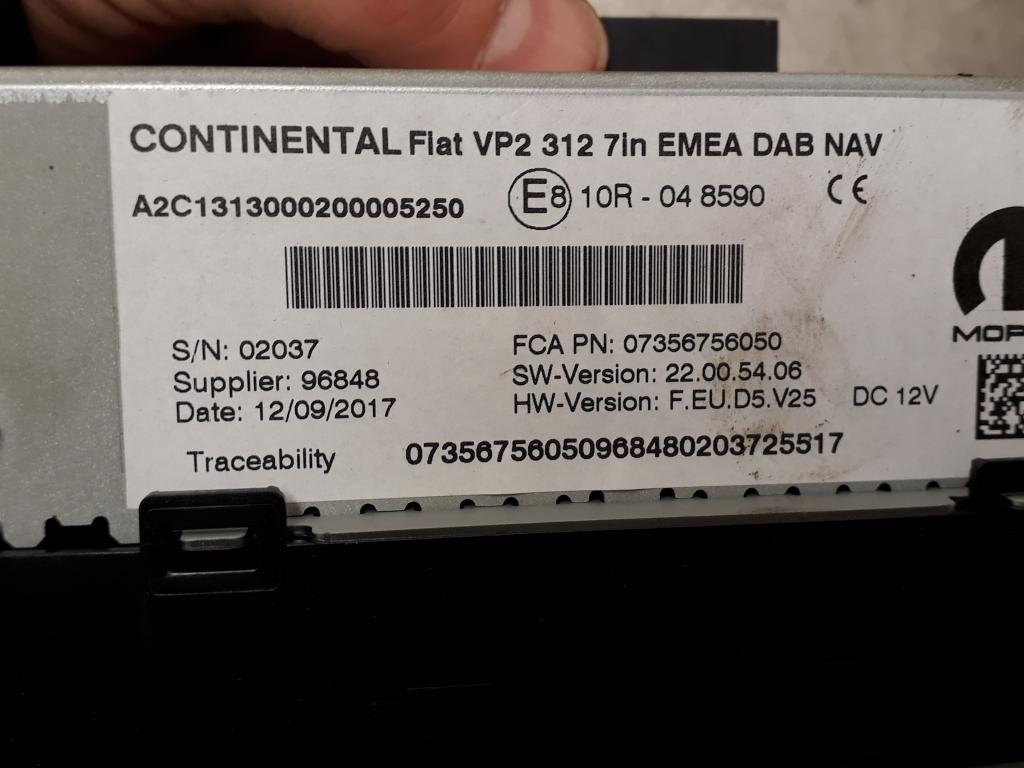 CONTINENTAL Fiat VP2 312 7in EMEA DAB NAV
A2C1313000200005250 E8 10R - 04 8590 CE
S/N: 02037 FCA PN: 07356756050
Supplier: 96848 SW-Version: 22.00.54.06
Date: 12/09/2017 HW-Version: F.EU.D5.V25 DC 12V
Traceability 07356756050968480203725517